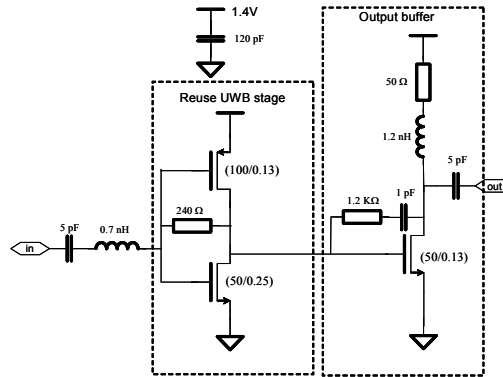 Output buffer
1.4V
120 pF
50 Ω
Reuse UWB stage
1.2 nH
(100/0.13)
5 pF
out
1.2 KΩ
1 pF
240 Ω
5 pF
0.7 nH
in
(50/0.13)
(50/0.25)